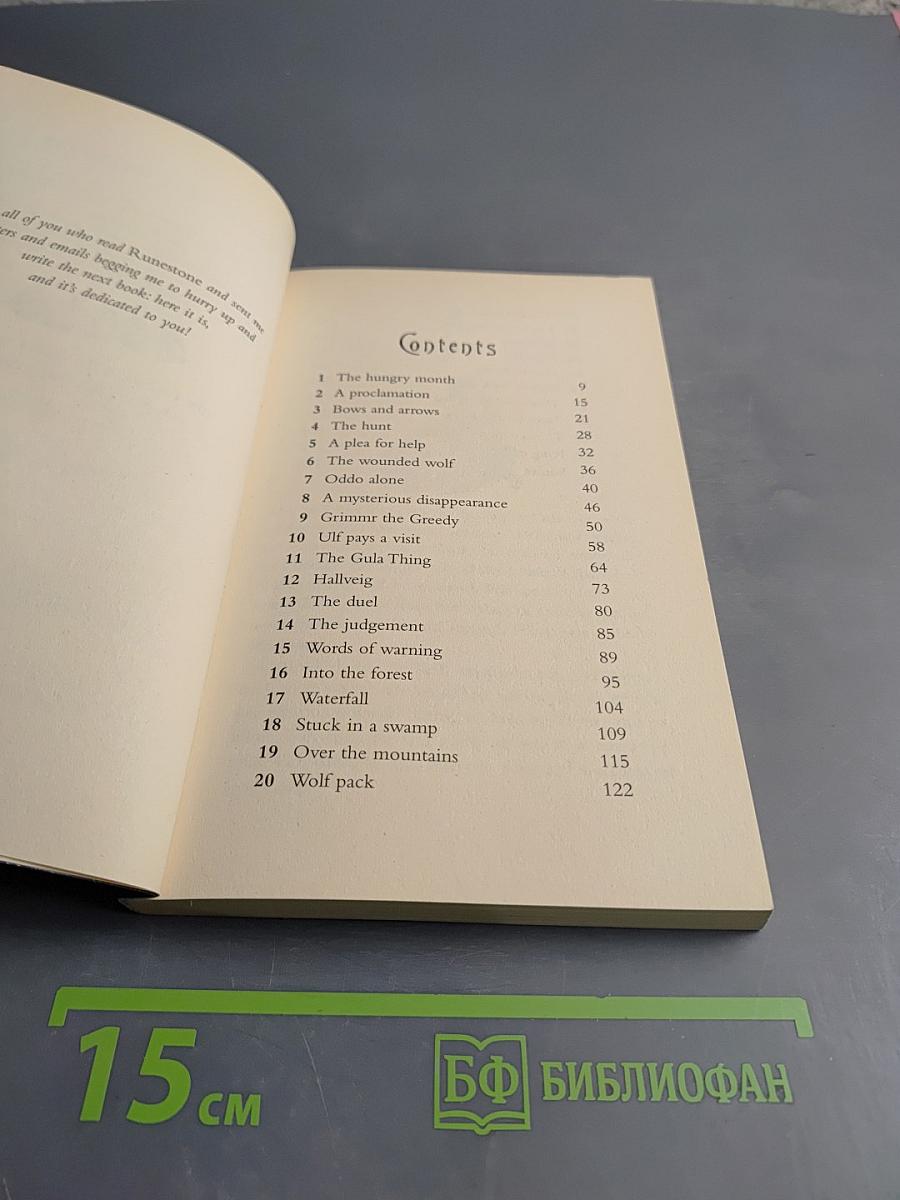 all of you who read Runestone and sent me
ers and emails begging me to hurry up and
write the next book: here it is,
and it's dedicated to you!
Contents
1 The hungry month 9
2 A proclamation 15
3 Bows and arrows 21
4 The hunt 28
5 A plea for help 32
6 The wounded wolf 36
7 Oddo alone 40
8 A mysterious disappearance 46
9 Grimmr the Greedy 50
10 Ulf pays a visit 58
11 The Gula Thing 64
12 Hallveig 73
13 The duel 80
14 The judgement 85
15 Words of warning 89
16 Into the forest 95
17 Waterfall 104
18 Stuck in a swamp 109
19 Over the mountains 115
20 Wolf pack 122
15 см
БФ БИБЛИОФАН